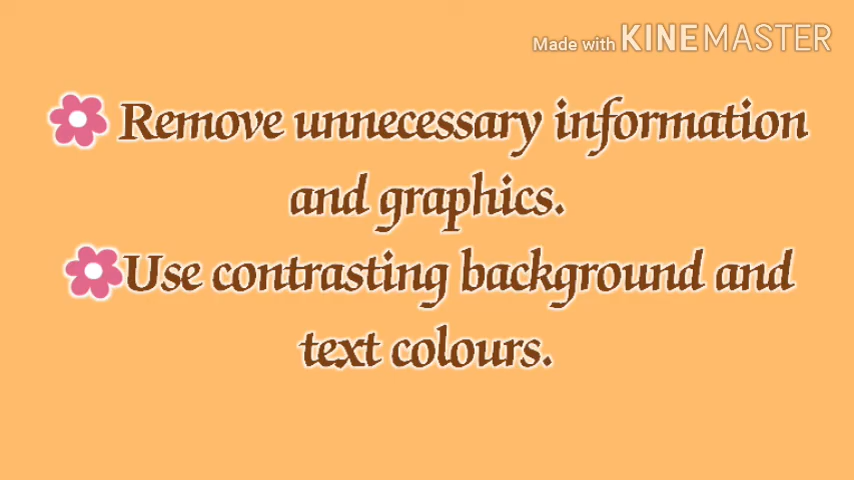 Made with KINEMASTER
Remove unnecessary information
and graphics.
Use contrasting background and
text colours.